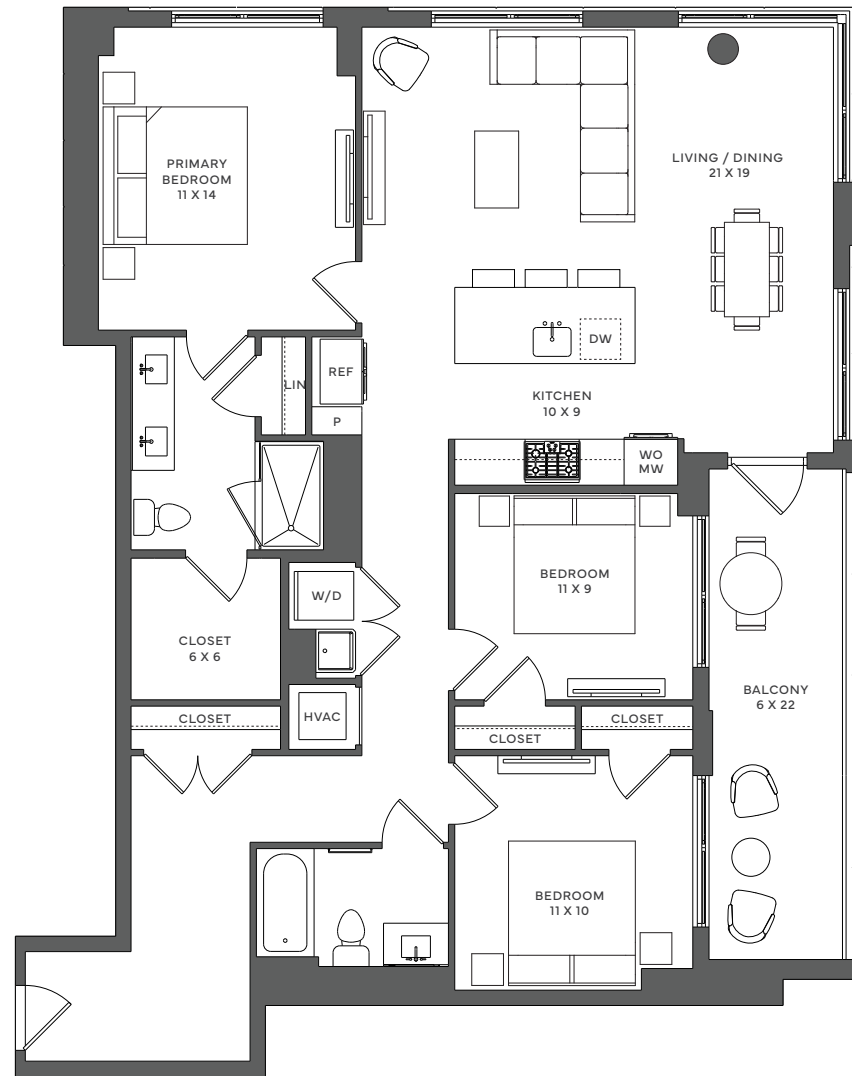 PRIMARY
BEDROOM
11 X 14
LIVING / DINING
21 X 19
LIN
REF
P
DW
KITCHEN
10 X 9
WO
MW
BEDROOM
11 X 9
W/D
CLOSET
6 X 6
HVAC
CLOSET
CLOSET
CLOSET
BALCONY
6 X 22
BEDROOM
11 X 10